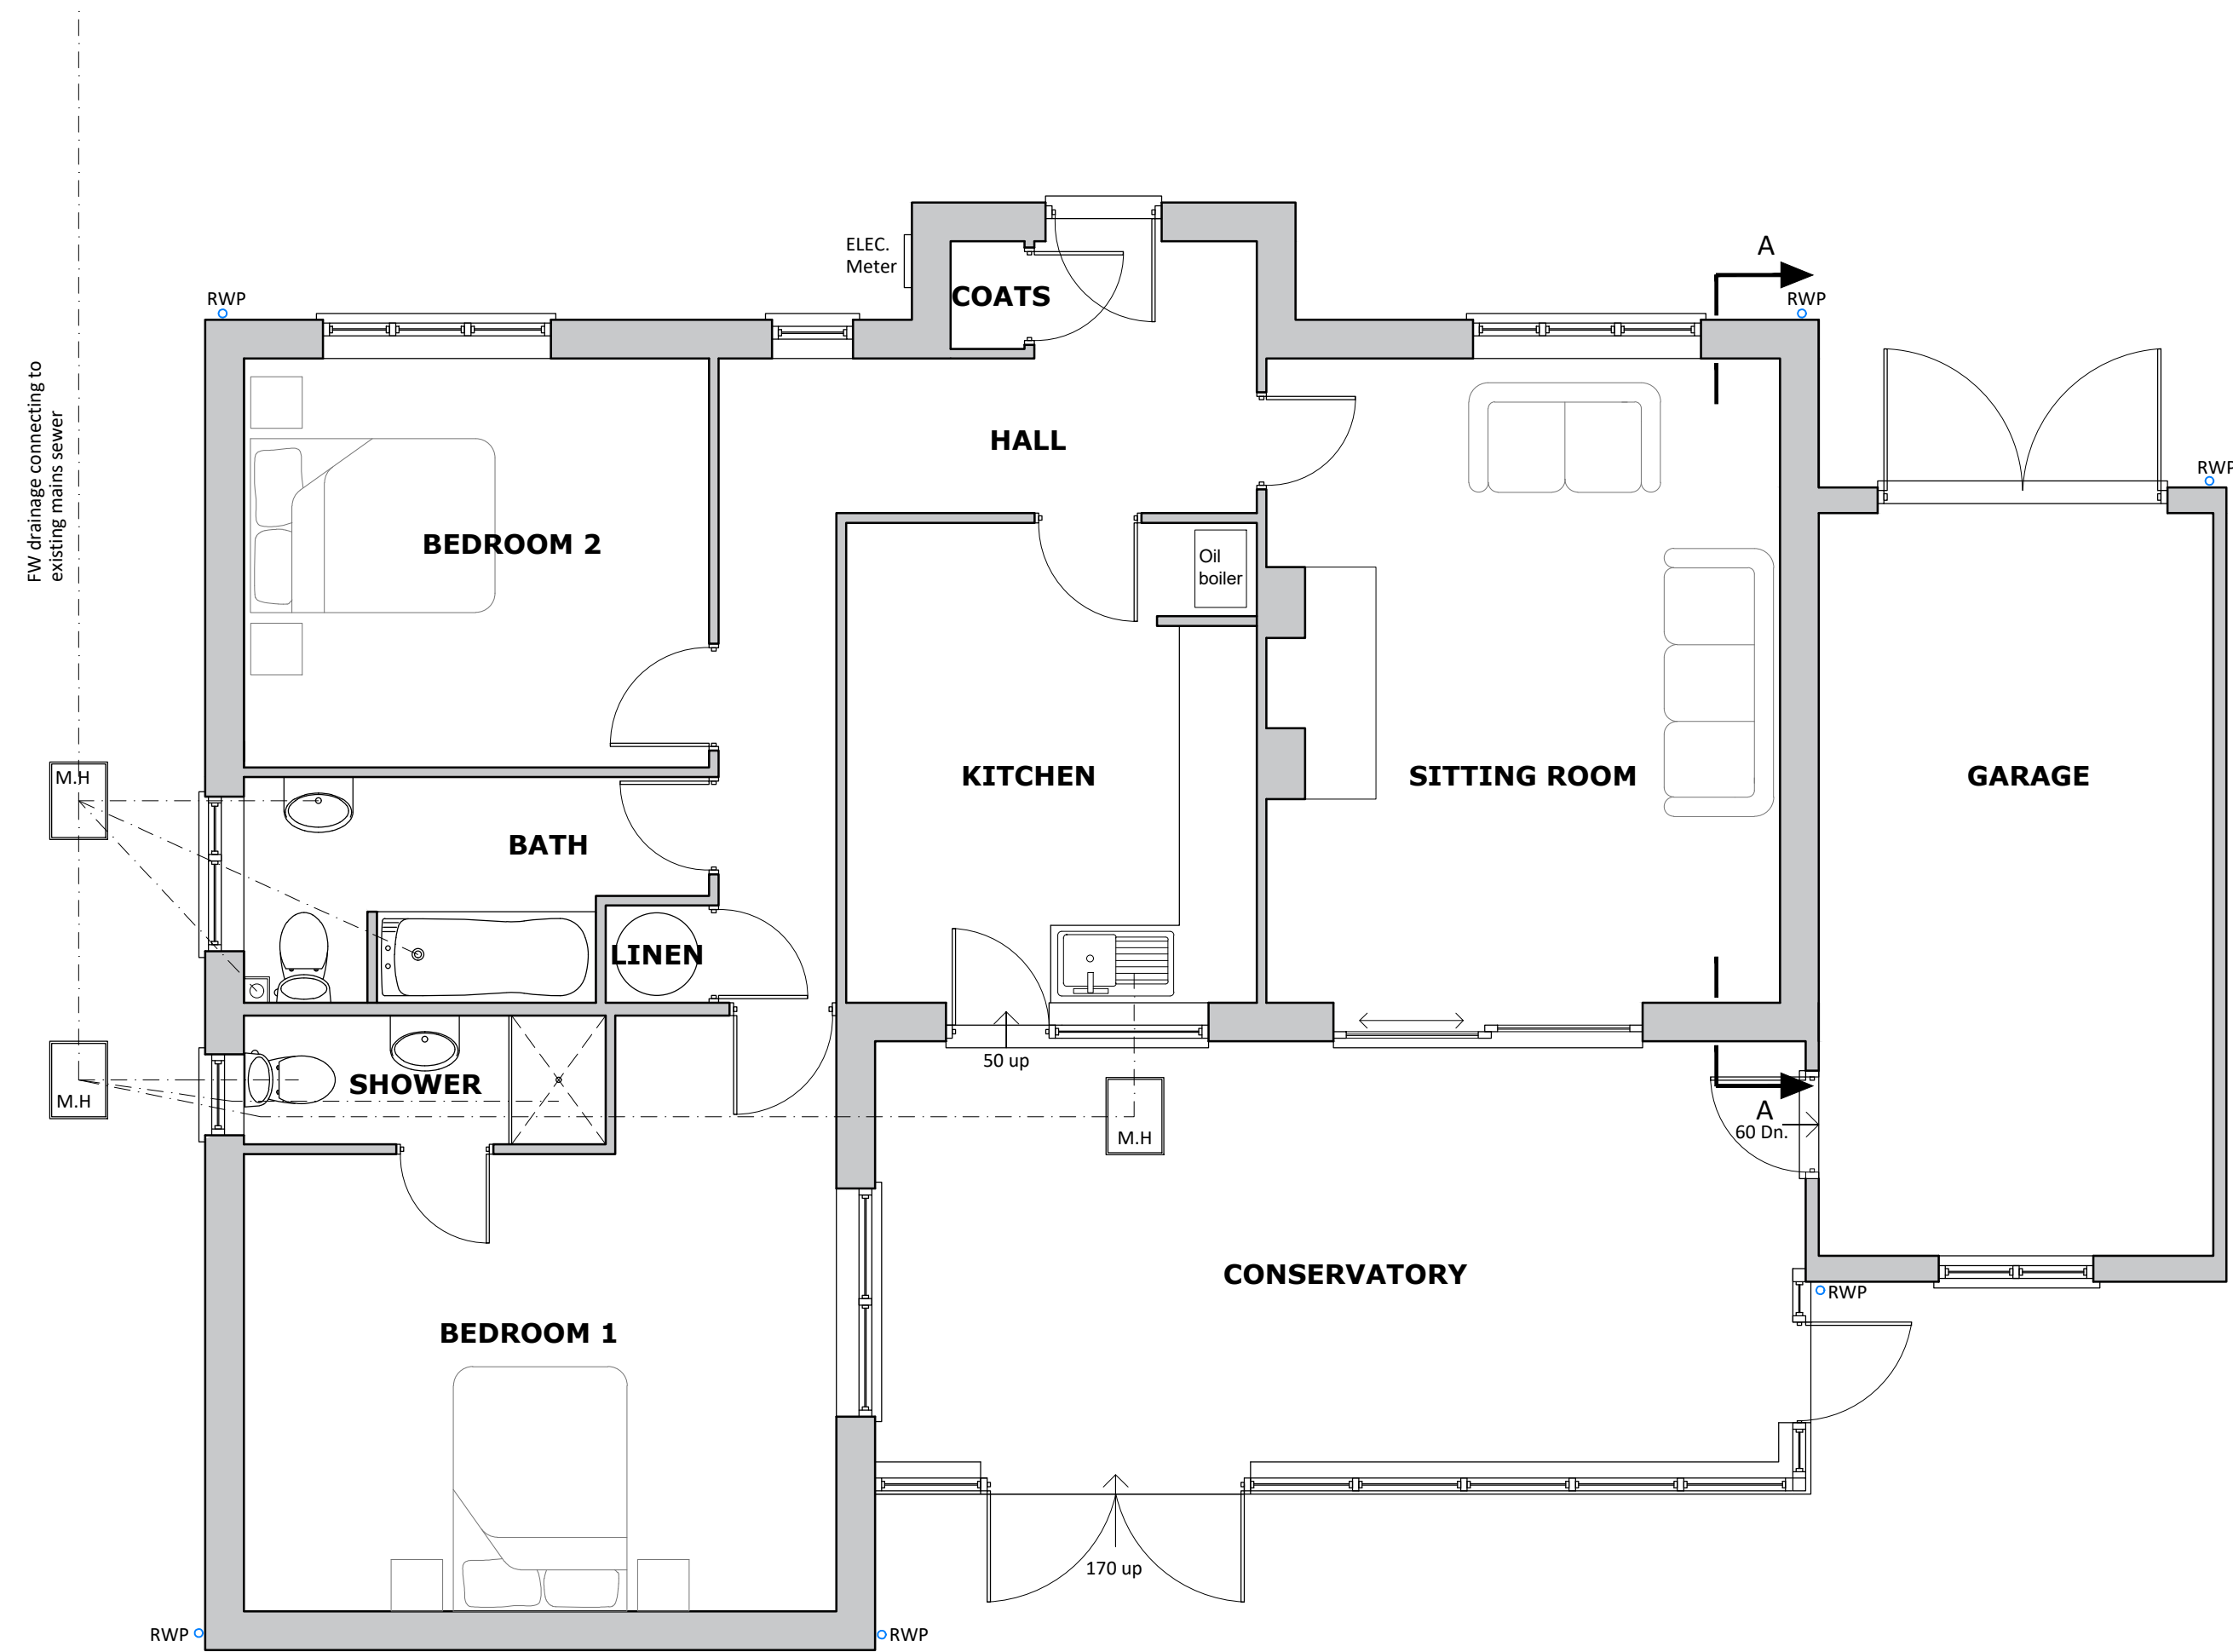 ELEC.
Meter
A
COATS
RWP
RWP
FW drainage connecting to
existing mains sewer
HALL
RWP
BEDROOM 2
Oil
boiler
M.H
KITCHEN
SITTING ROOM
GARAGE
BATH
LINEN
50 up
SHOWER
M.H
A
60 Dn.
M.H
CONSERVATORY
RWP
BEDROOM 1
170 up
RWP
RWP